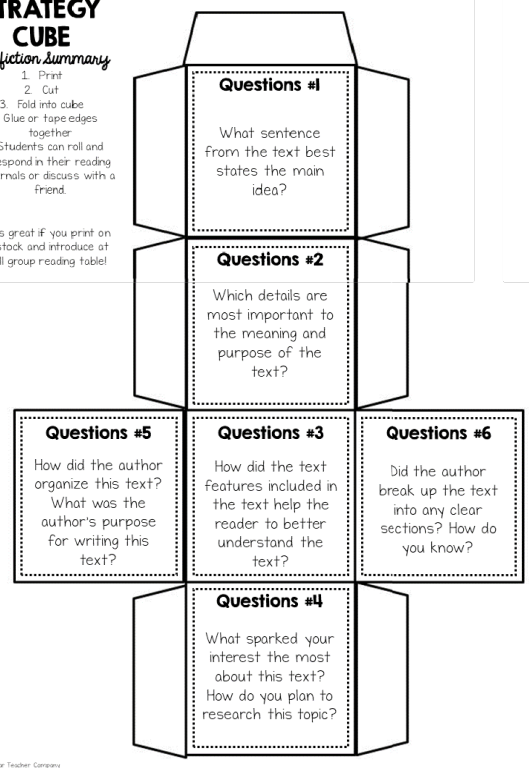 TRATEGY
CUBE
fiction Summary
1. Print
2. Cut
3. Fold into cube
Glue or tape edges
together
Students can roll and
espond in their reading
rnals or discuss with a
friend.
s great if you print on
stock and introduce at
ll group reading table!
Questions #1
What sentence
from the text best
states the main
idea?
Questions #2
Which details are
most important to
the meaning and
purpose of the
text?
Questions #5
How did the author
organize this text?
What was the
author's purpose
for writing this
text?
Questions #3
How did the text
features included in
the text help the
reader to better
understand the
text?
Questions #6
Did the author
break up the text
into any clear
sections? How do
you know?
Questions #4
What sparked your
interest the most
about this text?
How do you plan to
research this topic?
ar Teacher Company